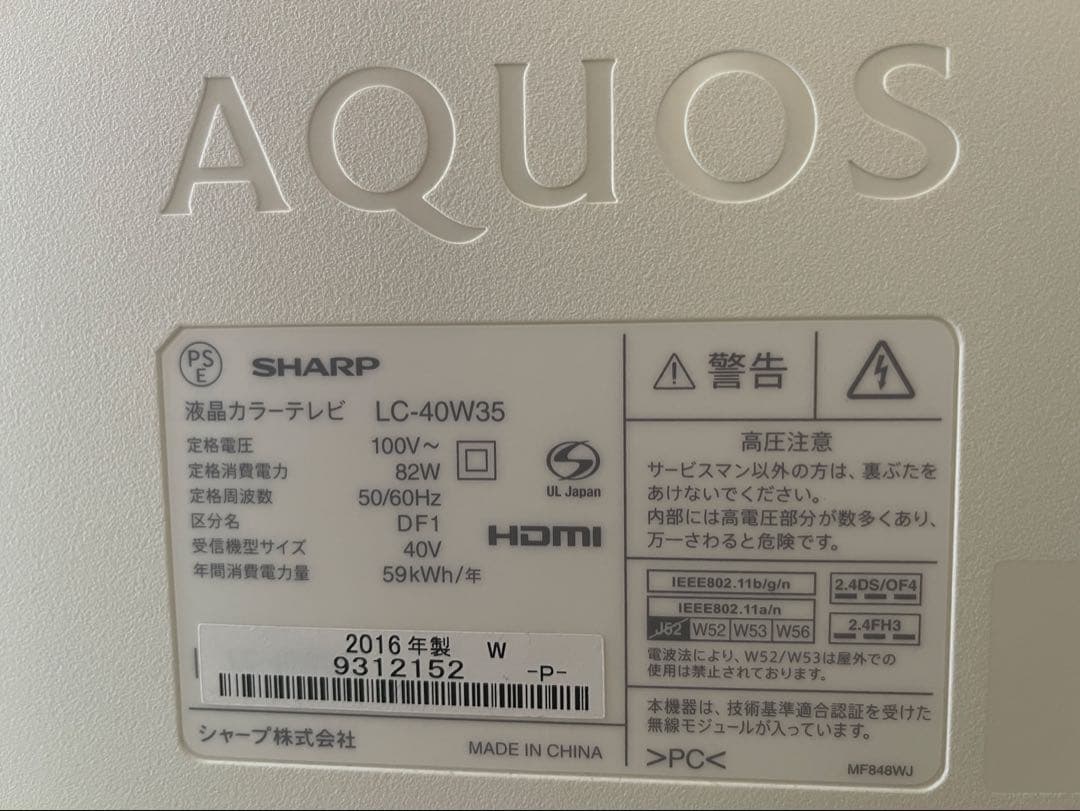 AQUOS
PS
E
SHARP
液晶カラーテレビ LC-40W35
定格電圧 100V～
定格消費電力 82W
定格周波数 50/60Hz
区分名 DF1
受信機型サイズ 40V
年間消費電力量 59kWh/年
UL Japan
HDMI
2016年製 W
9312152 -P-
シャープ株式会社
MADE IN CHINA
警告
高圧注意
サービスマン以外の方は、裏ぶたを
あけないでください。
内部には高電圧部分が数多くあり、
万一さわると危険です。
IEEE802.11b/g/n
2.4DS/OF4
IEEE802.11a/n
J52 W52 W53 W56
2.4FH3
電波法により、W52/W53は屋外での
使用は禁止されております。
本機器は、技術基準適合認証を受けた
無線モジュールが入っています。
>PC<
MF848WJ